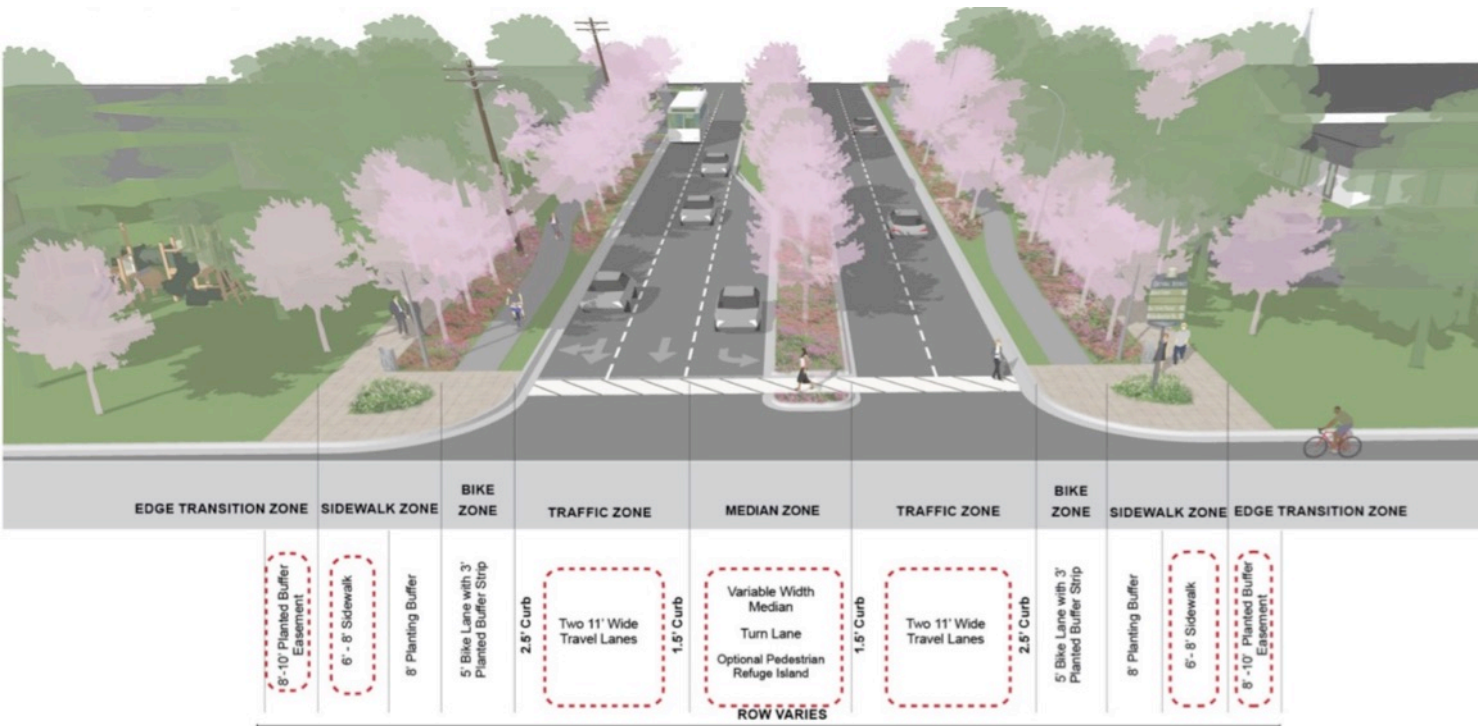 EDGE TRANSITION ZONE
SIDEWALK ZONE
BIKE
ZONE
TRAFFIC ZONE
MEDIAN ZONE
TRAFFIC ZONE
BIKE
ZONE
SIDEWALK ZONE
EDGE TRANSITION ZONE
8'-10' Planted Buffer
Easement
6' - 8' Sidewalk
8' Planting Buffer
5' Bike Lane with 3'
Planted Buffer Strip
2.5' Curb
Two 11' Wide
Travel Lanes
1.5' Curb
Variable Width
Median
Turn Lane
Optional Pedestrian
Refuge Island
1.5' Curb
Two 11' Wide
Travel Lanes
2.5' Curb
5' Bike Lane with 3'
Planted Buffer Strip
8' Planting Buffer
6'- 8' Sidewalk
8' -10' Planted Buffer
Easement
ROW VARIES